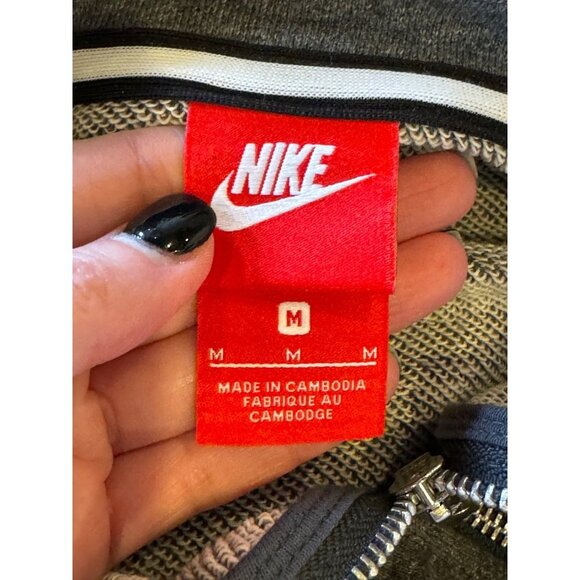 NIKE
M
M M M
MADE IN CAMBODIA
FABRIQUE AU
CAMBODGE